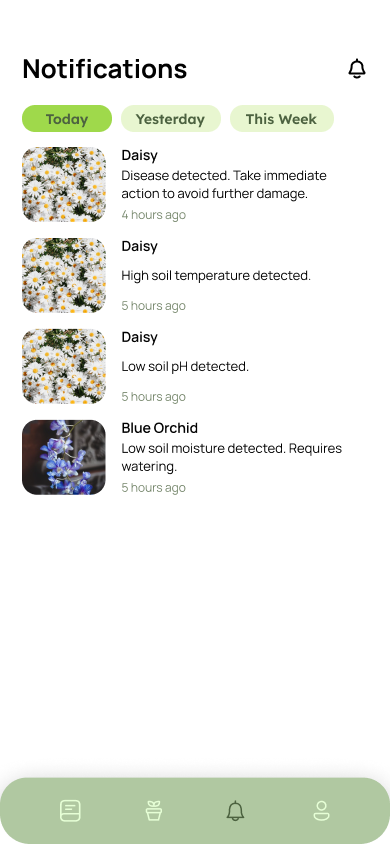 Notifications
Today
Yesterday
This Week
Daisy
Disease detected. Take immediate
action to avoid further damage.
4 hours ago
Daisy
High soil temperature detected.
5 hours ago
Daisy
Low soil pH detected.
5 hours ago
Blue Orchid
Low soil moisture detected. Requires
watering.
5 hours ago